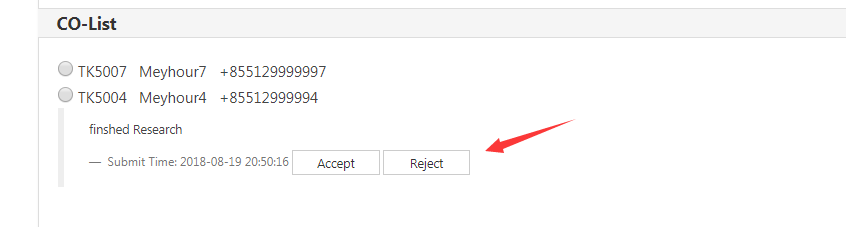 CO-List
TK5007 Meyhour7 +855129999997
TK5004 Meyhour4 +85512999994
finshed Research
— Submit Time: 2018-08-19 20:50:16 Accept Reject